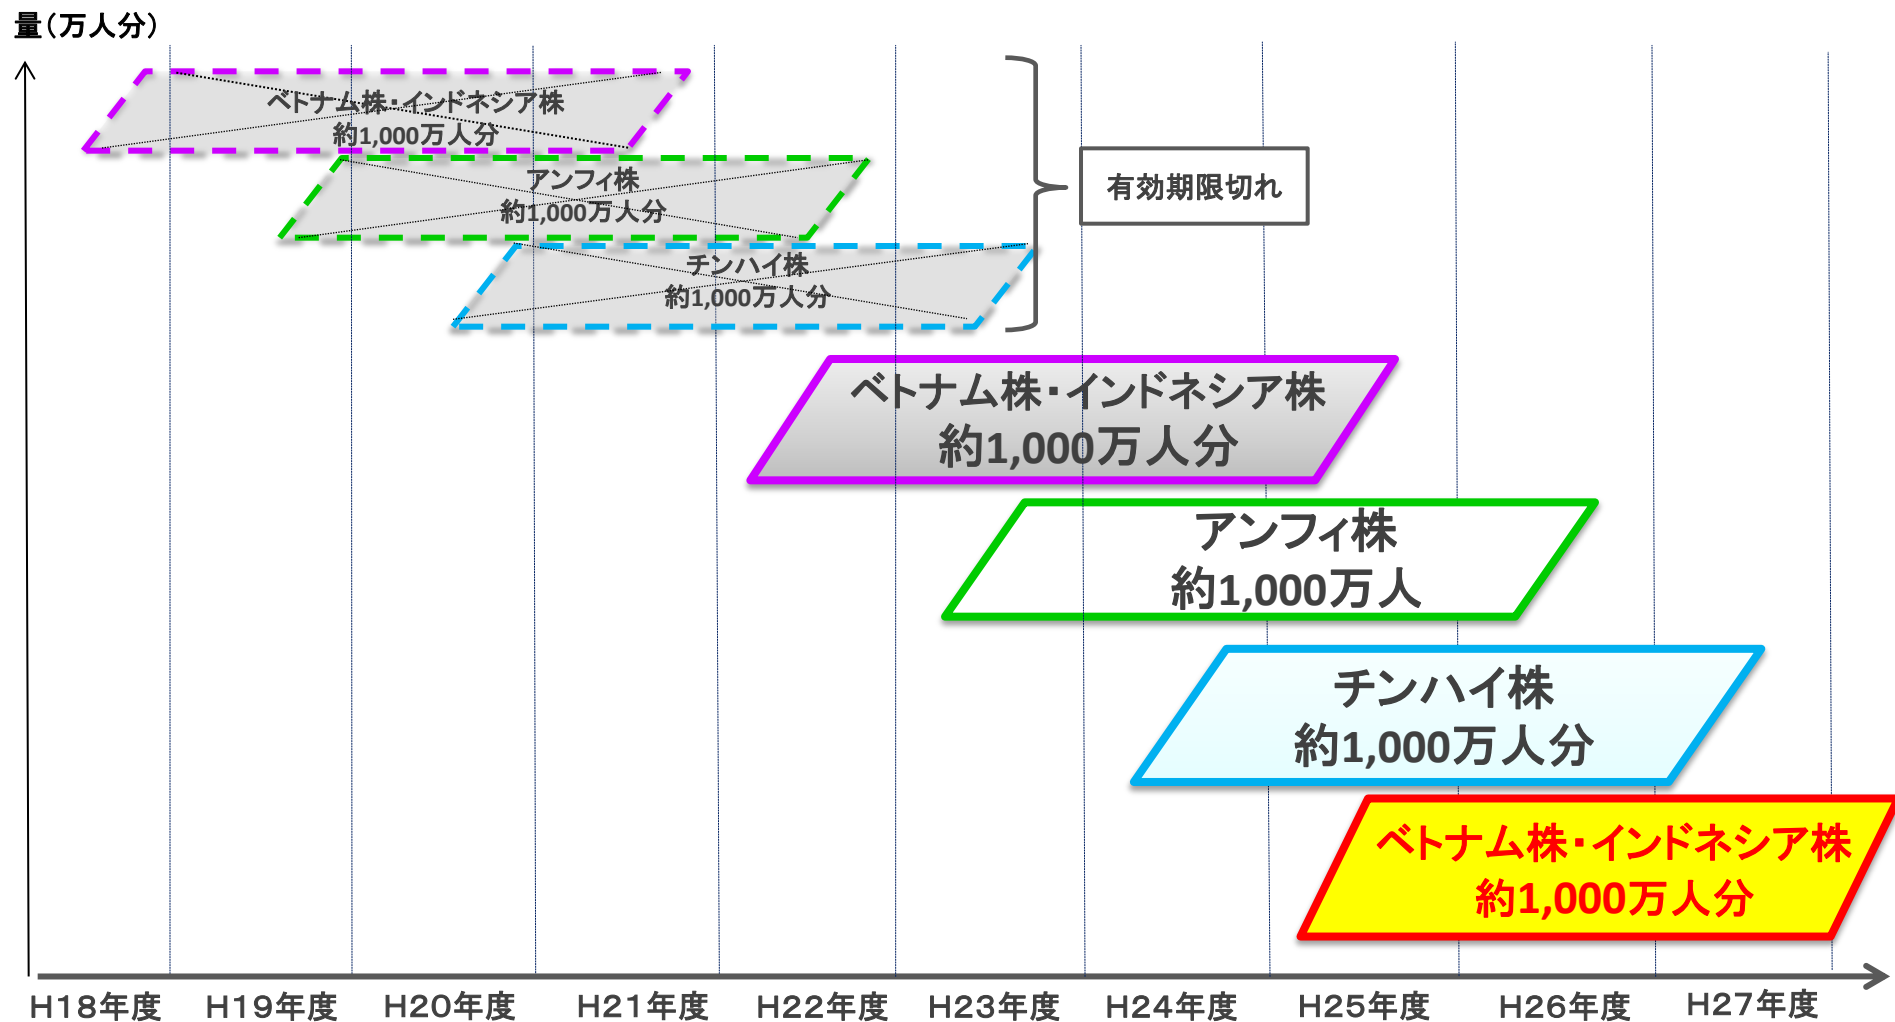 量(万人分)
ベトナム株・インドネシア株
約1,000万人分
アンフィ株
約1,000万人分
チンハイ株
約1,000万人分
有効期限切れ
ベトナム株・インドネシア株
約1,000万人分
アンフィ株
約1,000万人
チンハイ株
約1,000万人分
ベトナム株・インドネシア株
約1,000万人分
H18年度 H19年度 H20年度 H21年度 H22年度 H23年度 H24年度 H25年度 H26年度 H27年度